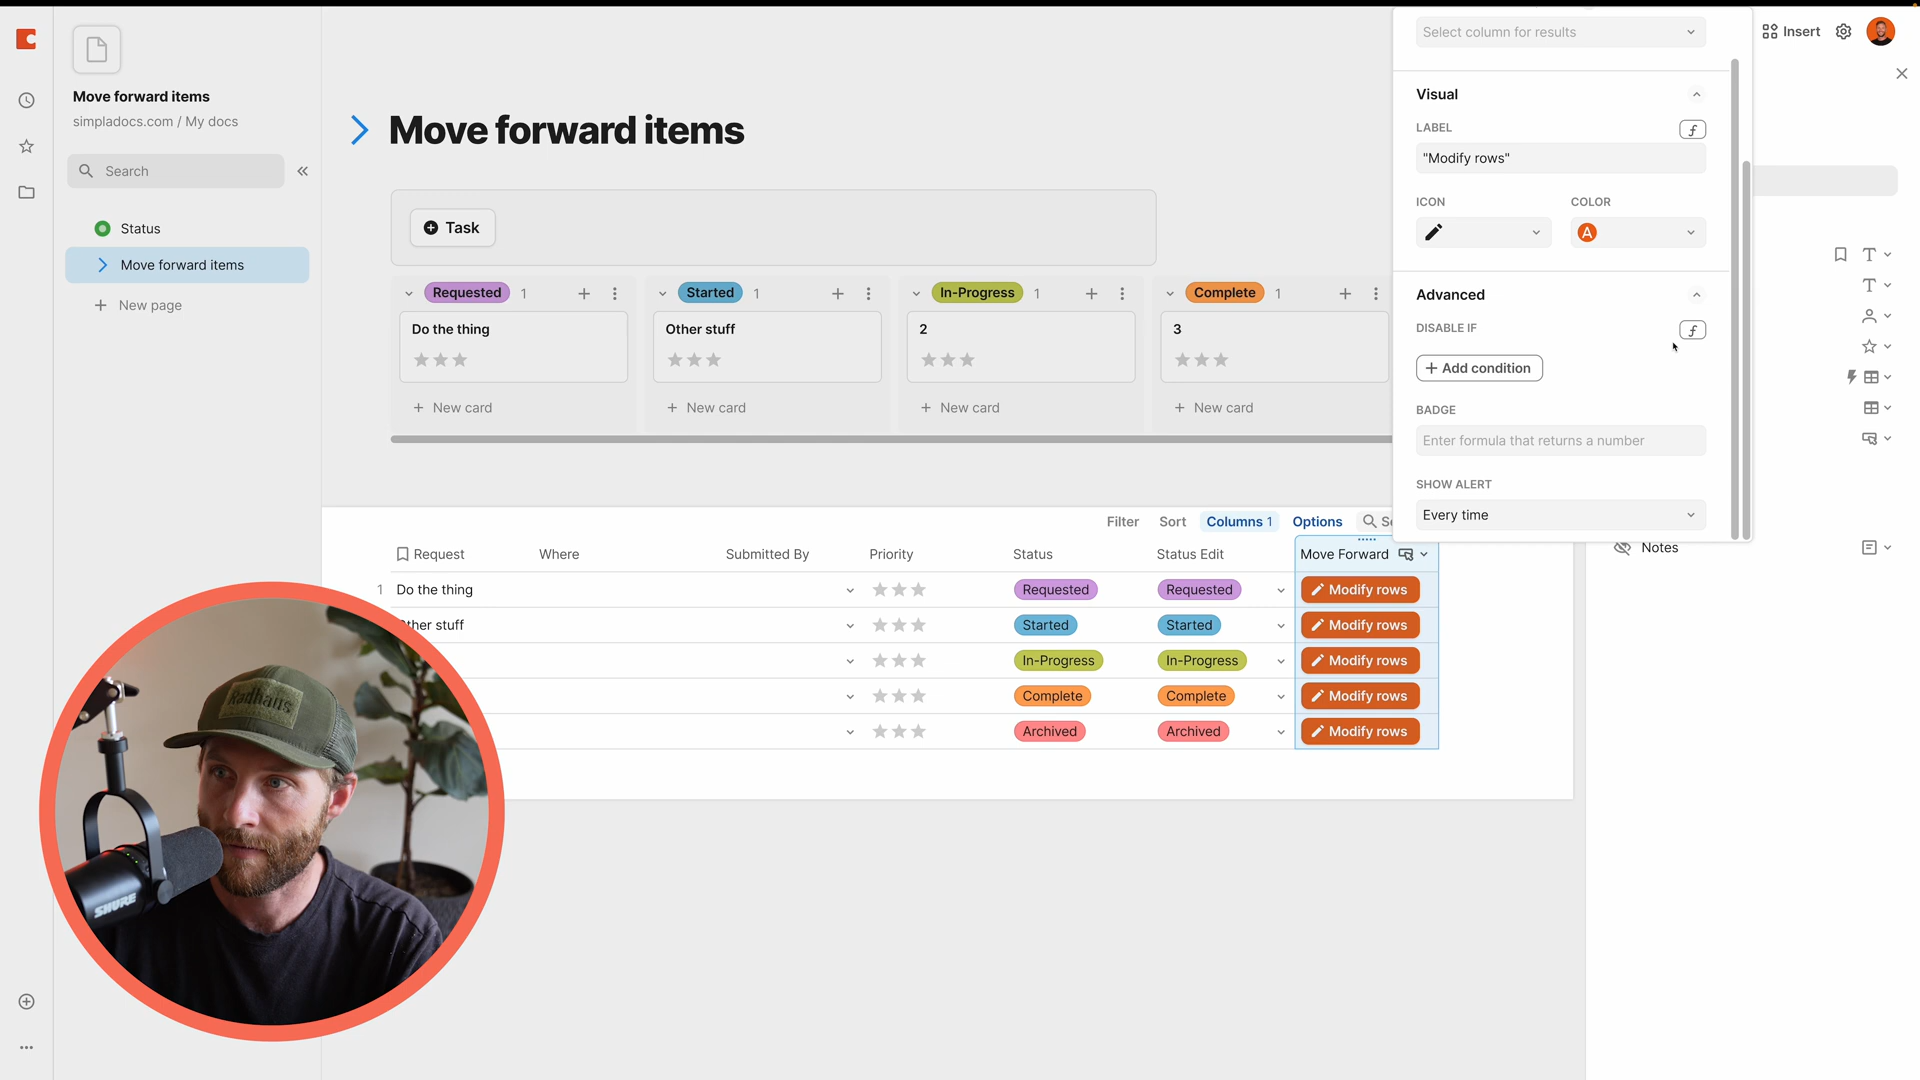 Move forward items
simpladocs.com / My docs
Search
Status
Move forward items
New page
Move forward items
Task
Requested 1
Started 1
In-Progress 1
Complete 1
Do the thing
Other stuff
2
3
New card
New card
New card
New card
Filter Sort Columns 1 Options
Request Where Submitted By Priority Status Status Edit Move Forward
1 Do the thing Requested Requested Modify rows
ther stuff Started Started Modify rows
In-Progress In-Progress Modify rows
Complete Complete Modify rows
Archived Archived Modify rows
Select column for results
Visual
LABEL
"Modify rows"
ICON COLOR
A
Advanced
DISABLE IF
Add condition
BADGE
Enter formula that returns a number
SHOW ALERT
Every time
Insert
Notes
Radhaus
SHURE